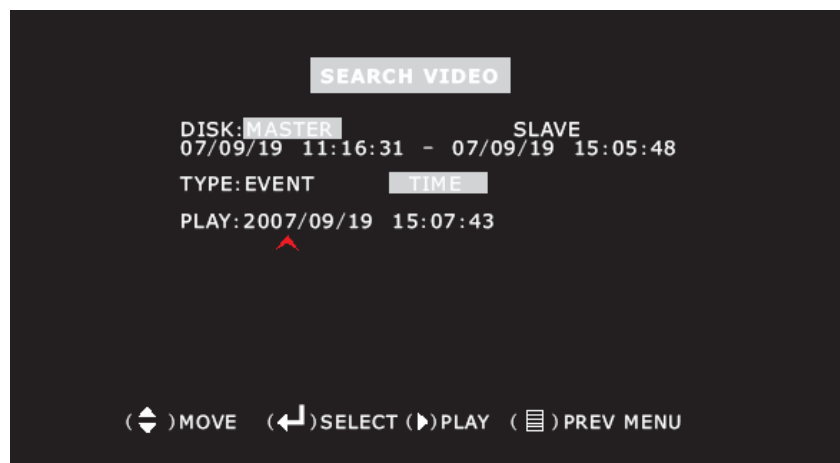 SEARCH VIDEO
DISK:MASTER SLAVE
07/09/19 11:16:31 - 07/09/19 15:05:48
TYPE:EVENT TIME
PLAY:2007/09/19 15:07:43
( )MOVE ( )SELECT ( )PLAY ( )PREV MENU